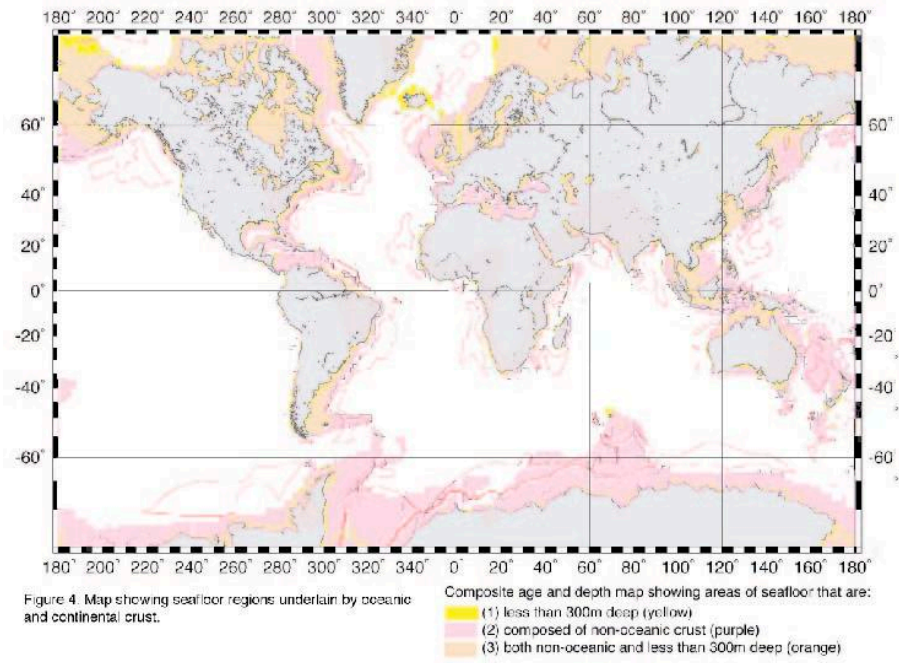 180° 200° 220° 240° 260° 280° 300° 320° 340° 0° 20° 40° 60° 80° 100° 120° 140° 160° 180°
60° 60°
40° 40°
20° 20°
0° 0°
-20° -20°
-40° -40°
-60° -60
180° 200° 220° 240° 260° 280° 300° 320° 340° 0° 20° 40° 60° 80° 100° 120° 140° 160° 180°
Figure 4. Map showing seafloor regions underlain by oceanic
and continental crust.
Composite age and depth map showing areas of seafloor that are:
(1) less than 300m deep (yellow)
(2) composed of non-oceanic crust (purple)
(3) both non-oceanic and less than 300m deep (orange)